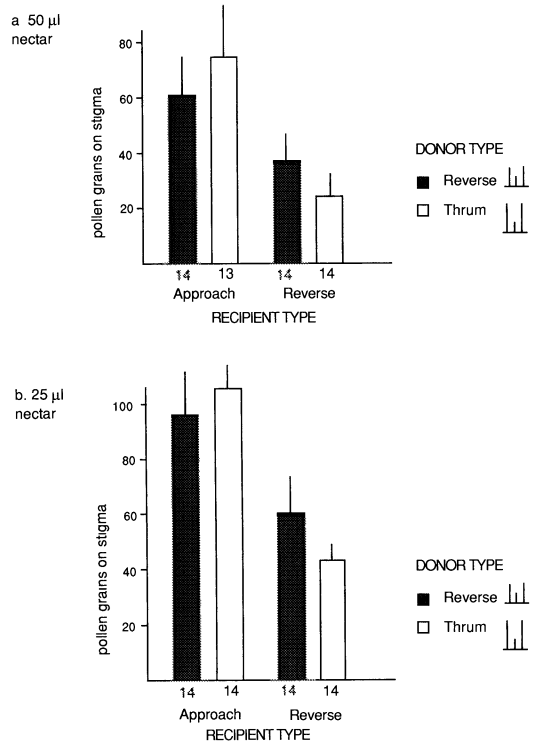 a 50 µl
nectar
80
60
40
20
pollen grains on stigma
14 13 14 14
Approach Reverse
RECIPIENT TYPE
DONOR TYPE
Reverse
Thrum
b. 25 µl
nectar
100
80
60
40
20
pollen grains on stigma
14 14 14 14
Approach Reverse
RECIPIENT TYPE
DONOR TYPE
Reverse
Thrum